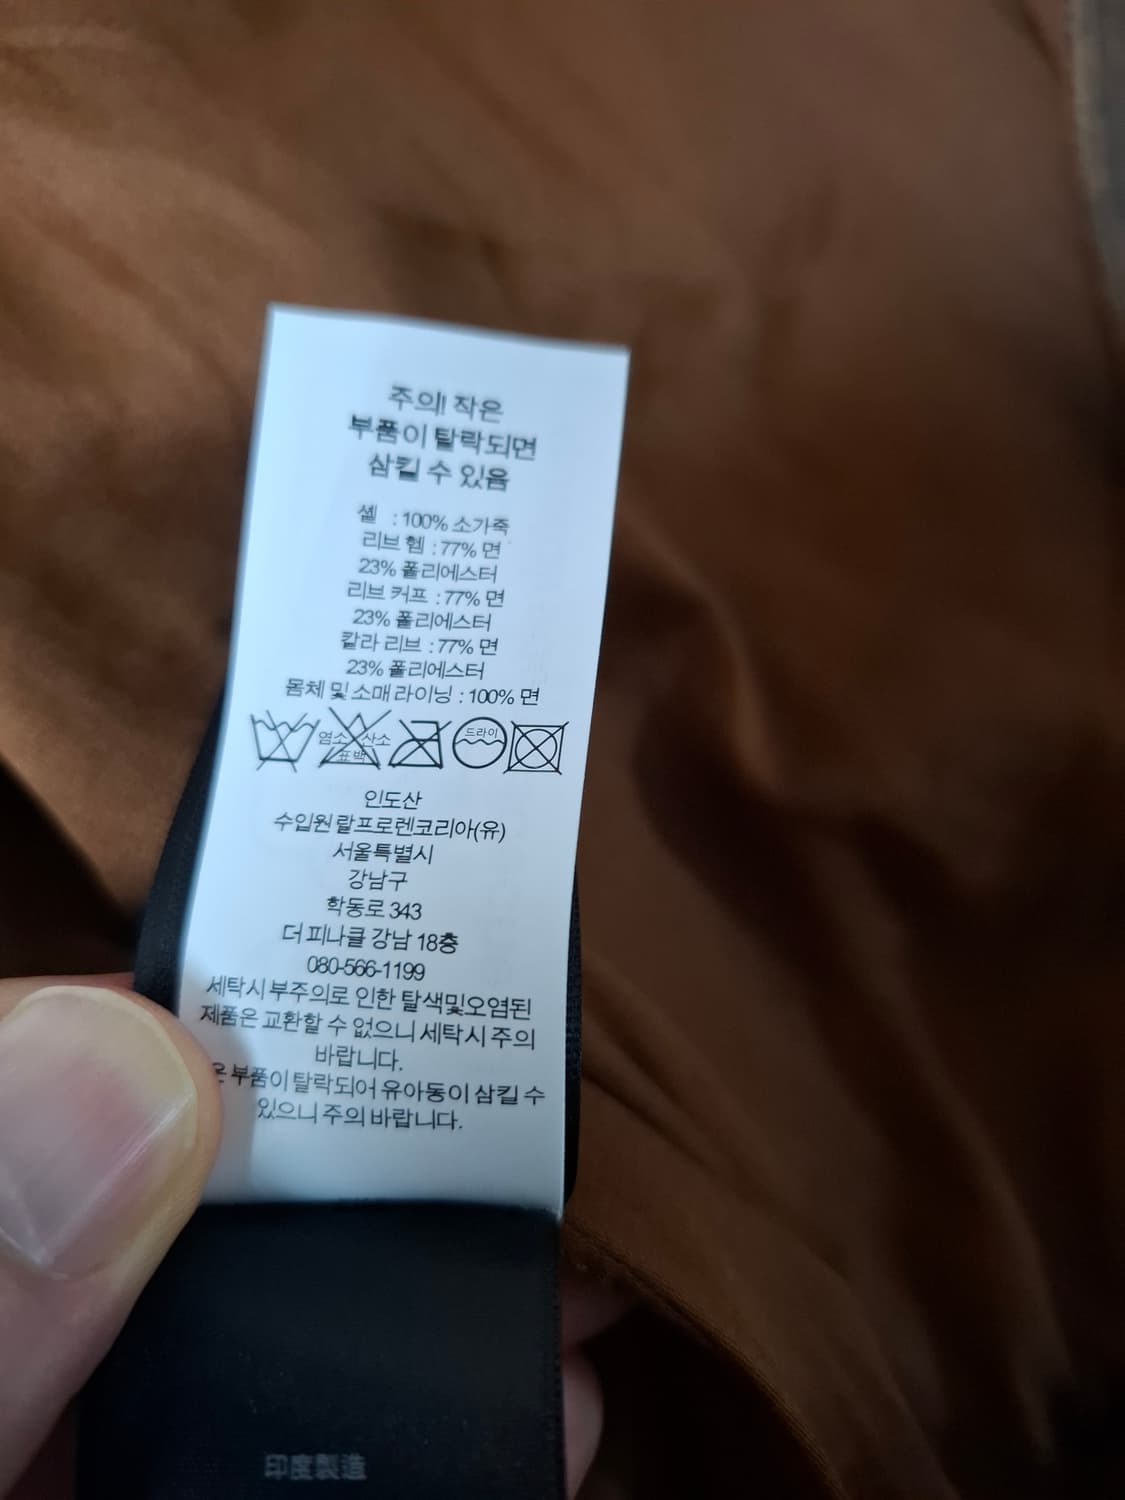 주의! 작은
부품이 탈락되면
삼킬 수 있음
셸 : 100% 소가죽
리브 헴 : 77% 면
23% 폴리에스터
리브 커프 : 77% 면
23% 폴리에스터
칼라 리브 : 77% 면
23% 폴리에스터
몸체 및 소매 라이닝 : 100% 면
염소 산소 드라이
표백
인도산
수입원 랄프로렌코리아(유)
서울특별시
강남구
학동로 343
더 피나클 강남 18층
080-566-1199
세탁시 부주의로 인한 탈색및오염된
제품은 교환할 수 없으니 세탁시 주의
바랍니다.
은 부품이 탈락되어 유아동이 삼킬 수
있으니 주의 바랍니다.
印度製造